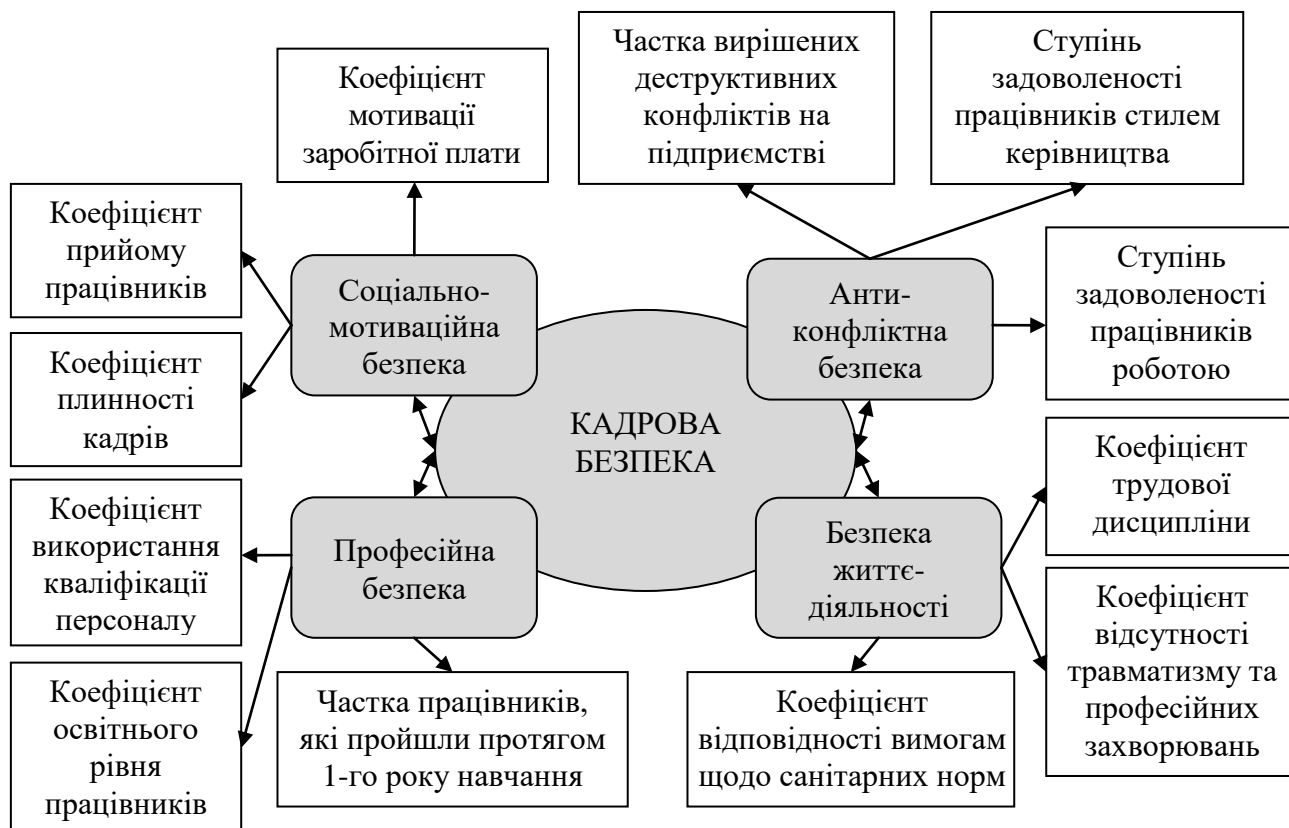 Коефіцієнт
мотивації
заробітної плати
Частка вирішених
деструктивних
конфліктів на
підприємстві
Ступінь
задоволеності
працівників стилем
керівництва
Коефіцієнт
прийому
працівників
Соціально-
мотиваційна
безпека
Анти-
конфліктна
безпека
Ступінь
задоволеності
працівників
роботою
Коефіцієнт
плинності
кадрів
КАДРОВА
БЕЗПЕКА
Коефіцієнт
трудової
дисципліни
Коефіцієнт
використання
кваліфікації
персоналу
Професійна
безпека
Безпека
життє-
діяльності
Коефіцієнт
відсутності
травматизму та
професійних
захворювань
Коефіцієнт
освітнього
рівня
працівників
Частка працівників,
які пройшли протягом
1-го року навчання
Коефіцієнт
відповідності вимогам
щодо санітарних норм